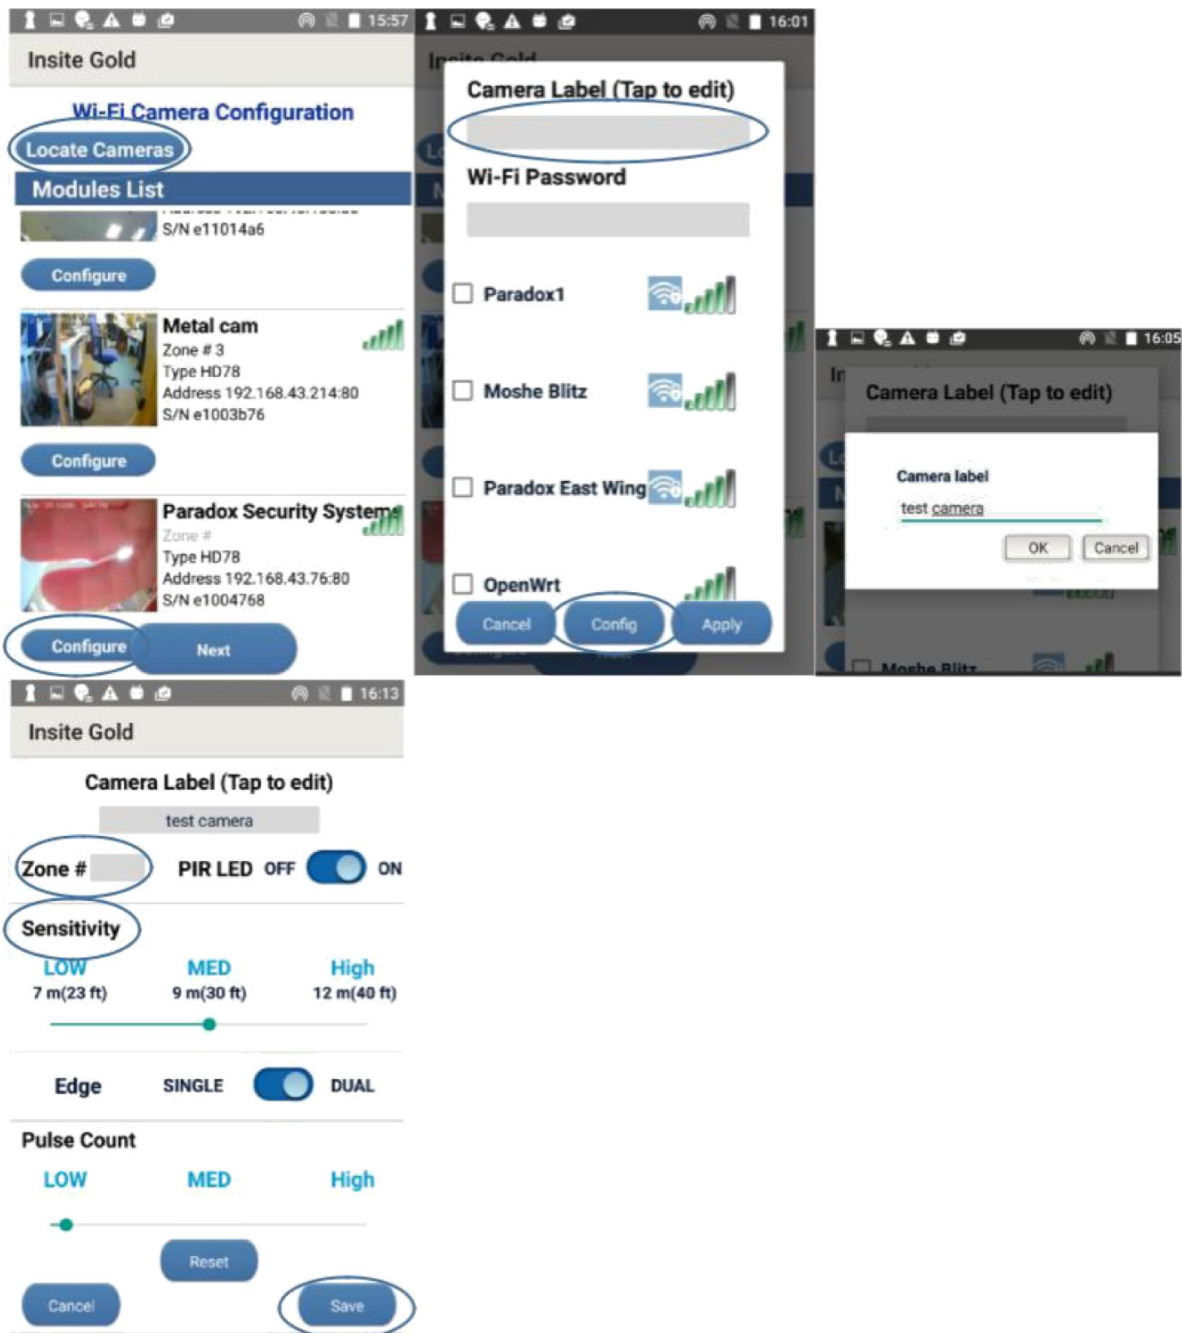 15:57
Insite Gold
Wi-Fi Camera Configuration
Locate Cameras
Modules List
S/N e11014a6
Configure
Metal cam
Zone # 3
Type HD78
Address 192.168.43.214:80
S/N e1003b76
Configure
Paradox Security Systems
Zone #
Type HD78
Address 192.168.43.76:80
S/N e1004768
Configure
Next
16:01
Insite Gold
Camera Label (Tap to edit)
Wi-Fi Password
Paradox1
Moshe Blitz
Paradox East Wing
OpenWrt
Cancel Config Apply
16:05
In
Camera Label (Tap to edit)
Camera label
test camera
OK Cancel
Moshe Blitz
16:13
Insite Gold
Camera Label (Tap to edit)
test camera
Zone # PIR LED OFF ON
Sensitivity
LOW MED High
7 m(23 ft) 9 m(30 ft) 12 m(40 ft)
Edge SINGLE DUAL
Pulse Count
LOW MED High
Reset
Cancel Save